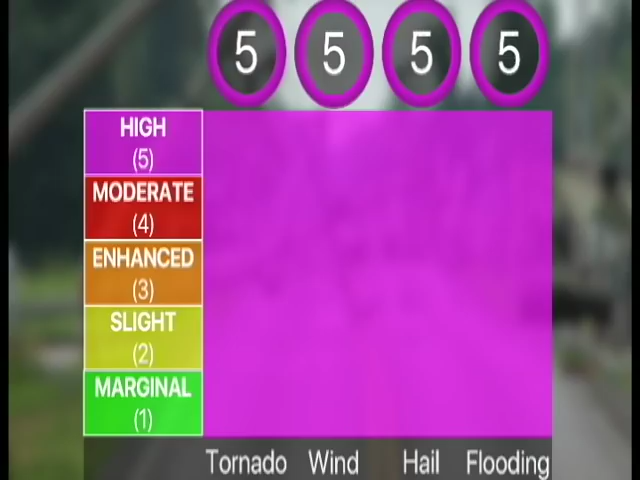 5 5 5 5
HIGH
(5)
MODERATE
(4)
ENHANCED
(3)
SLIGHT
(2)
MARGINAL
(1)
Tornado Wind Hail Flooding